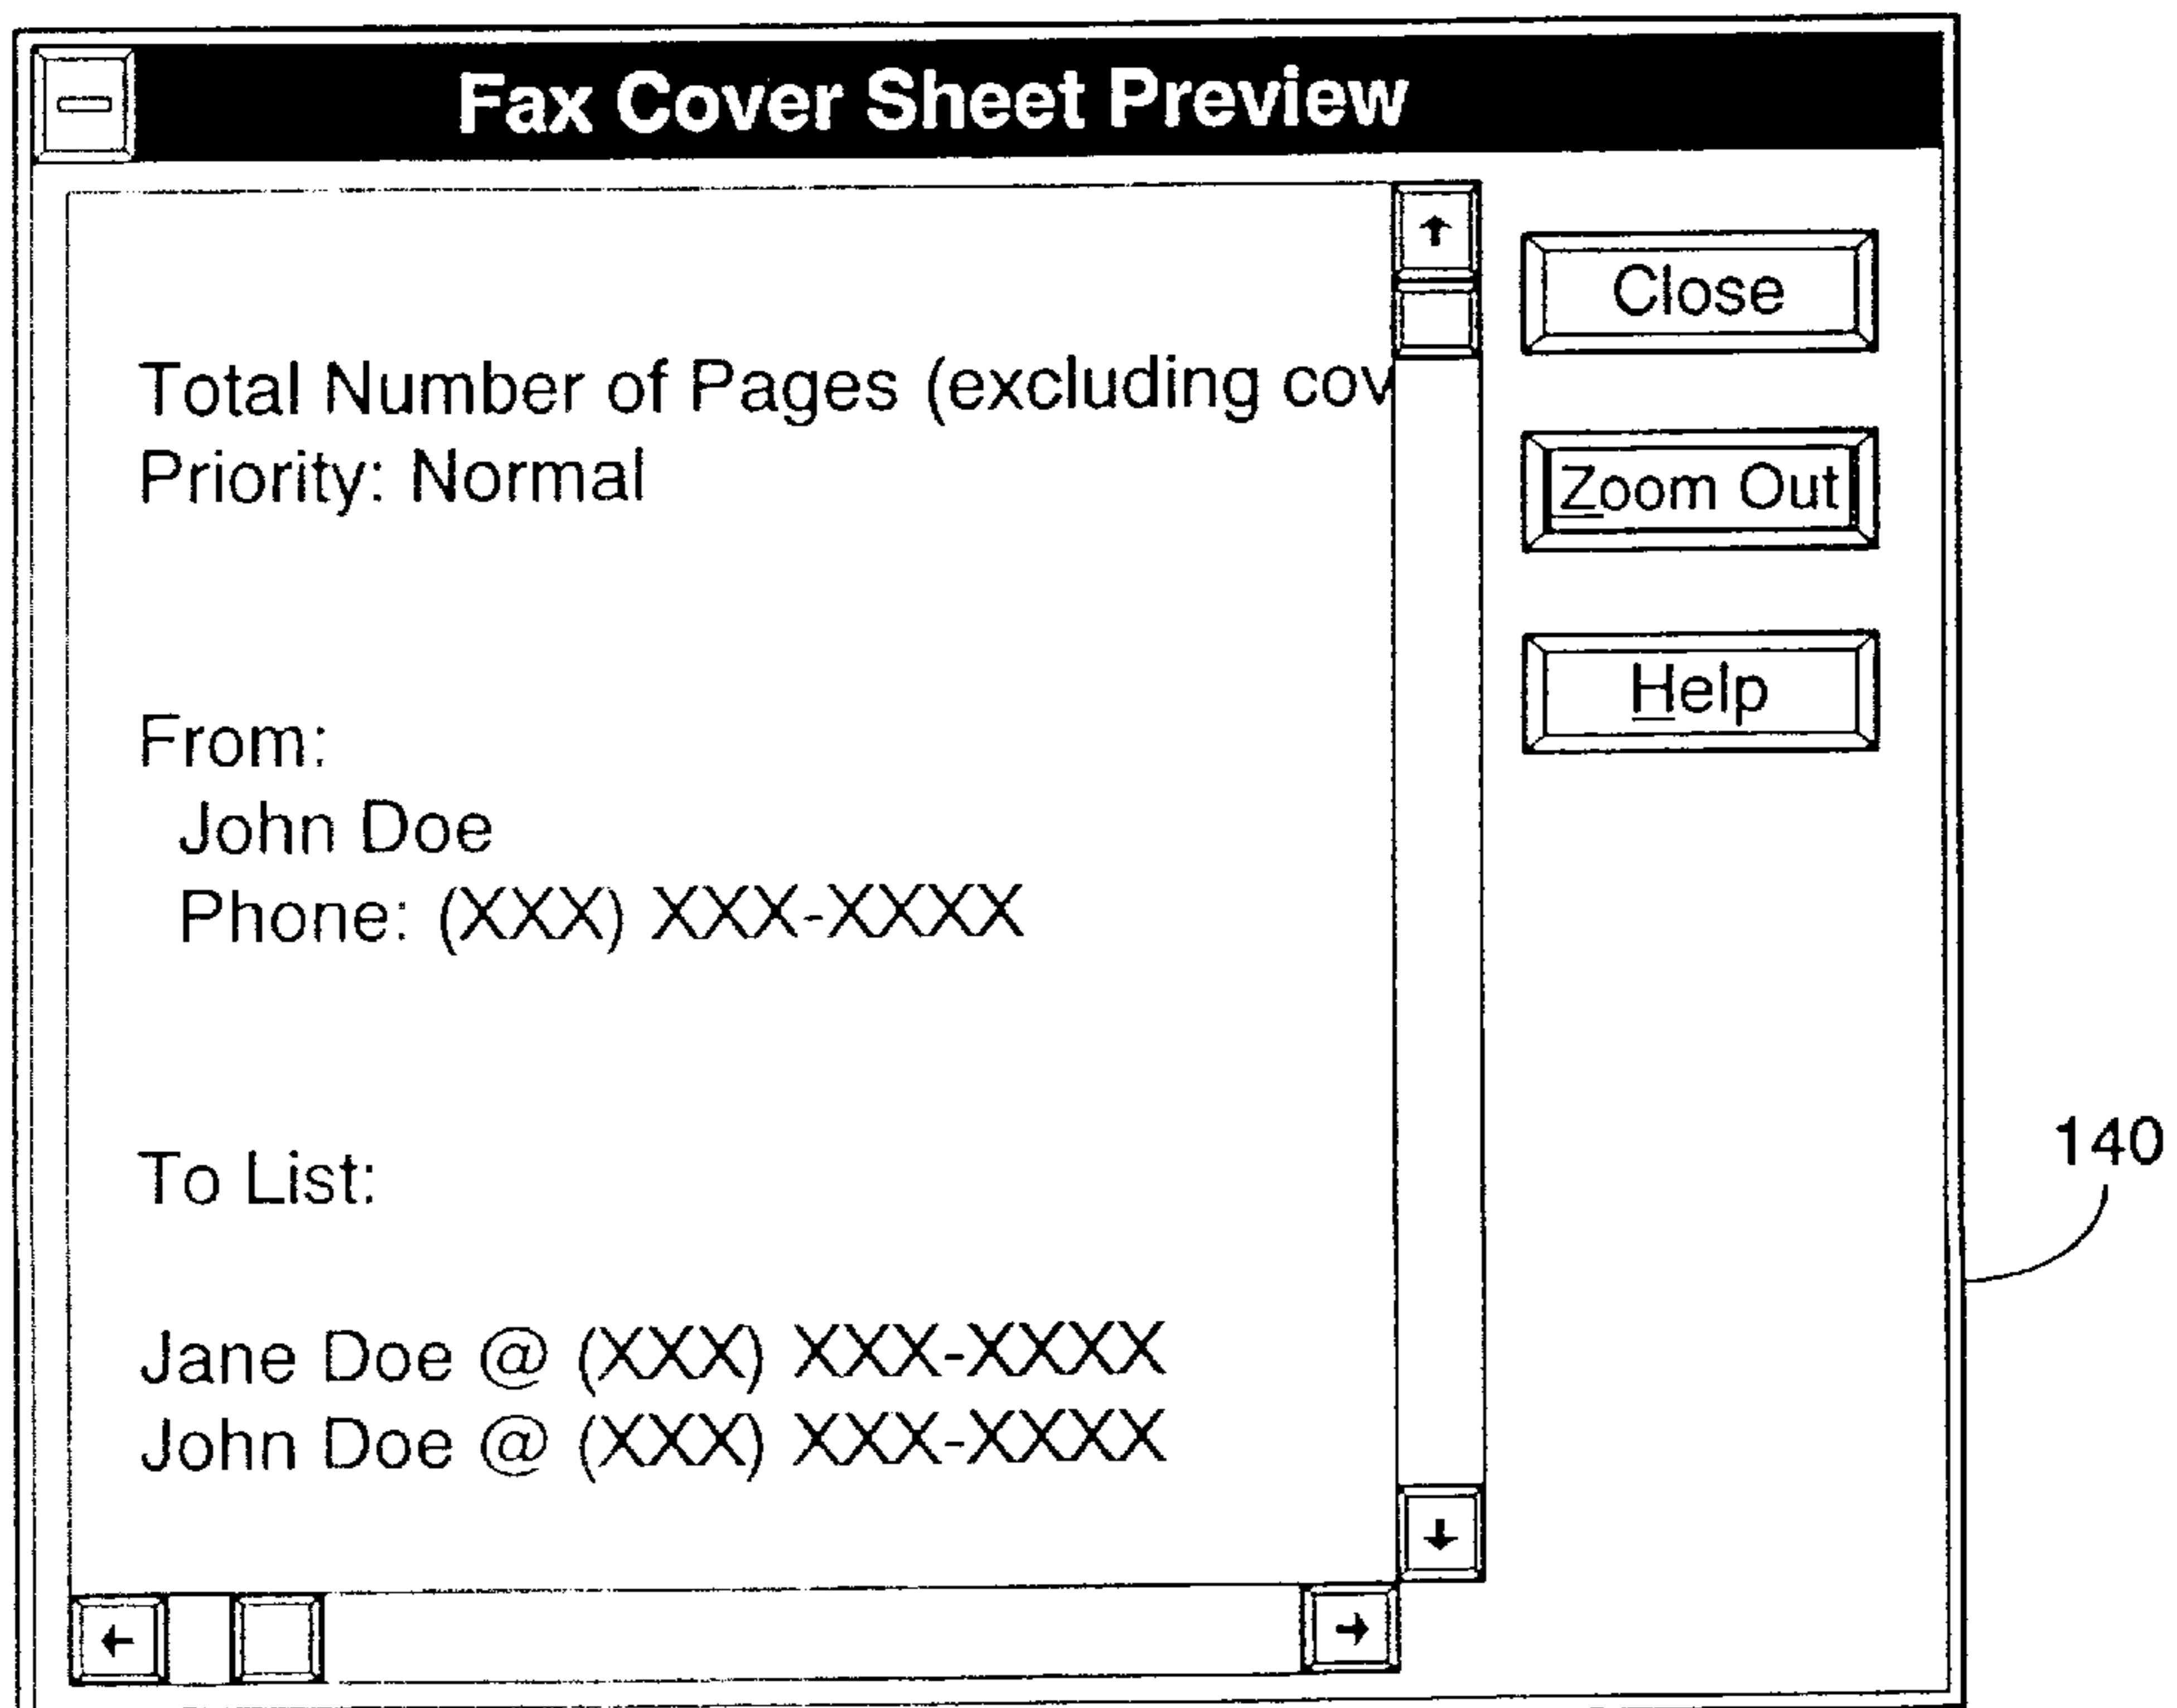 Fax Cover Sheet Preview
Total Number of Pages (excluding cov
Priority: Normal
From:
John Doe
Phone: (XXX) XXX-XXXX
To List:
Jane Doe @ (XXX) XXX-XXXX
John Doe @ (XXX) XXX-XXXX
Close
Zoom Out
Help
140